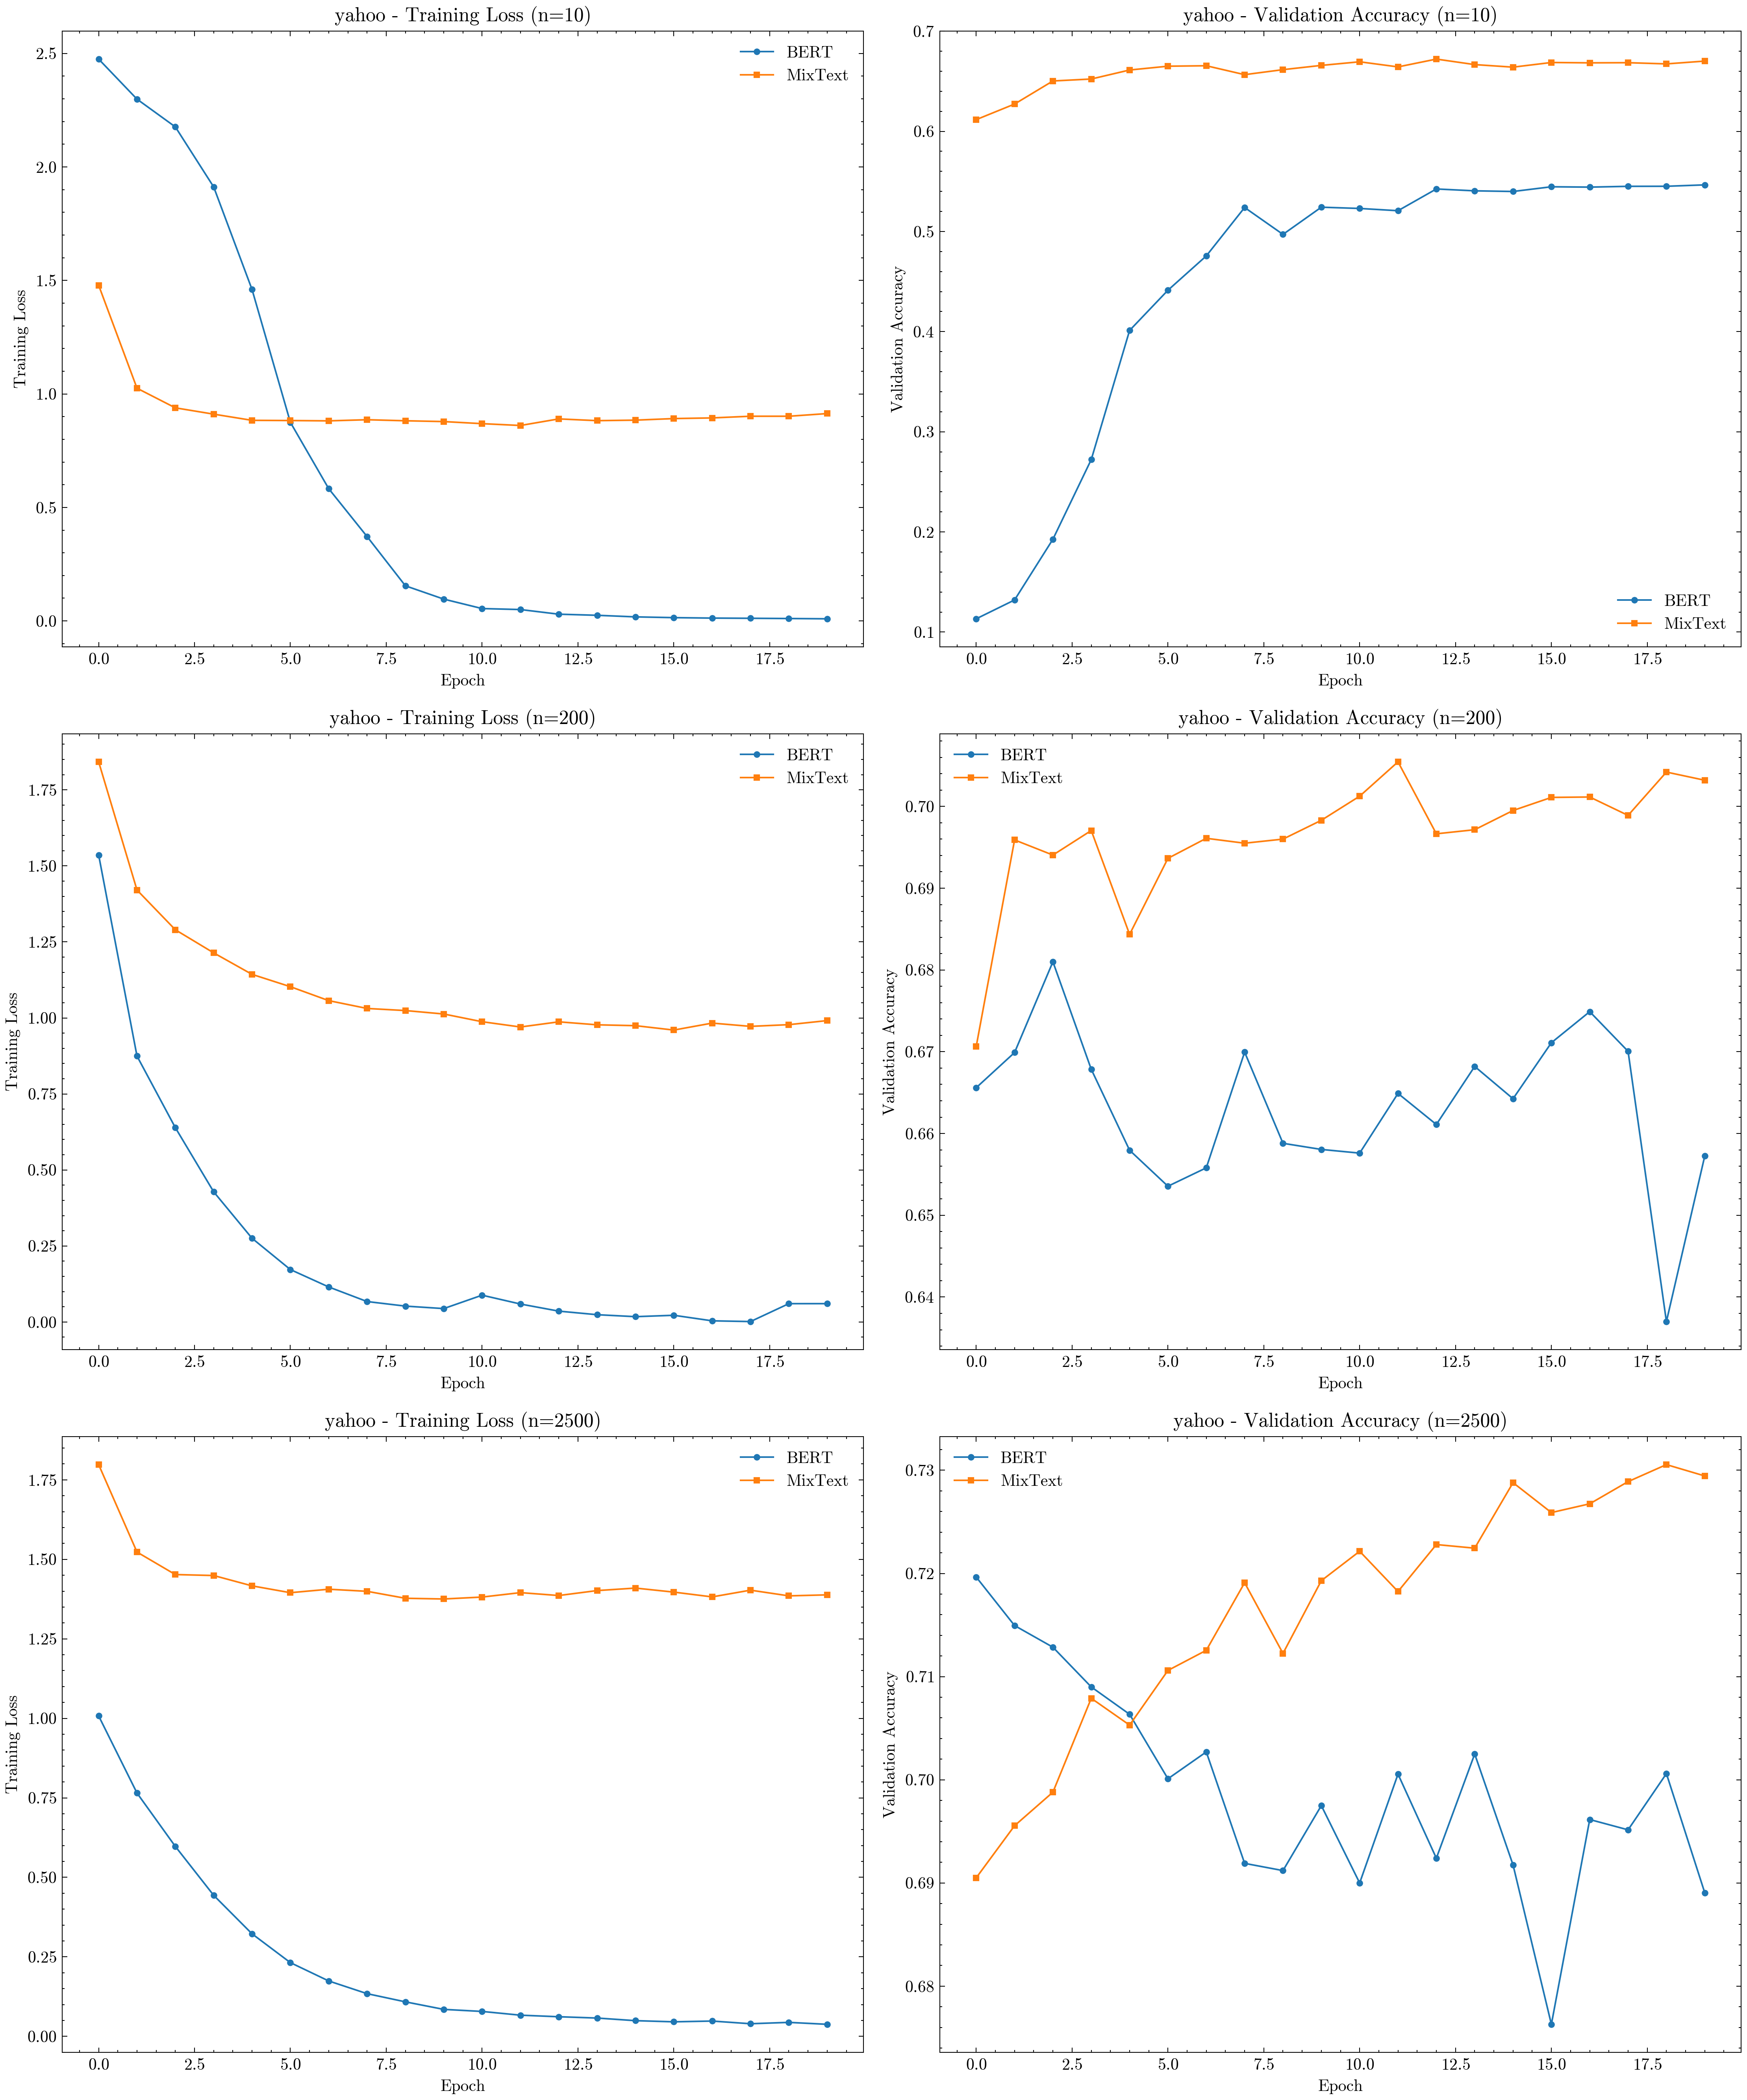 yahoo - Training Loss (n=10)
2.5
2.0
1.5
1.0
0.5
0.0
Training Loss
BERT
MixText
0.0 2.5 5.0 7.5 10.0 12.5 15.0 17.5
Epoch
yahoo - Validation Accuracy (n=10)
0.7
0.6
0.5
0.4
0.3
0.2
0.1
Validation Accuracy
BERT
MixText
0.0 2.5 5.0 7.5 10.0 12.5 15.0 17.5
Epoch
yahoo - Training Loss (n=200)
1.75
1.50
1.25
1.00
0.75
0.50
0.25
0.00
Training Loss
BERT
MixText
0.0 2.5 5.0 7.5 10.0 12.5 15.0 17.5
Epoch
yahoo - Validation Accuracy (n=200)
0.70
0.69
0.68
0.67
0.66
0.65
0.64
Validation Accuracy
BERT
MixText
0.0 2.5 5.0 7.5 10.0 12.5 15.0 17.5
Epoch
yahoo - Training Loss (n=2500)
1.75
1.50
1.25
1.00
0.75
0.50
0.25
0.00
Training Loss
BERT
MixText
0.0 2.5 5.0 7.5 10.0 12.5 15.0 17.5
Epoch
yahoo - Validation Accuracy (n=2500)
0.73
0.72
0.71
0.70
0.69
0.68
Validation Accuracy
BERT
MixText
0.0 2.5 5.0 7.5 10.0 12.5 15.0 17.5
Epoch